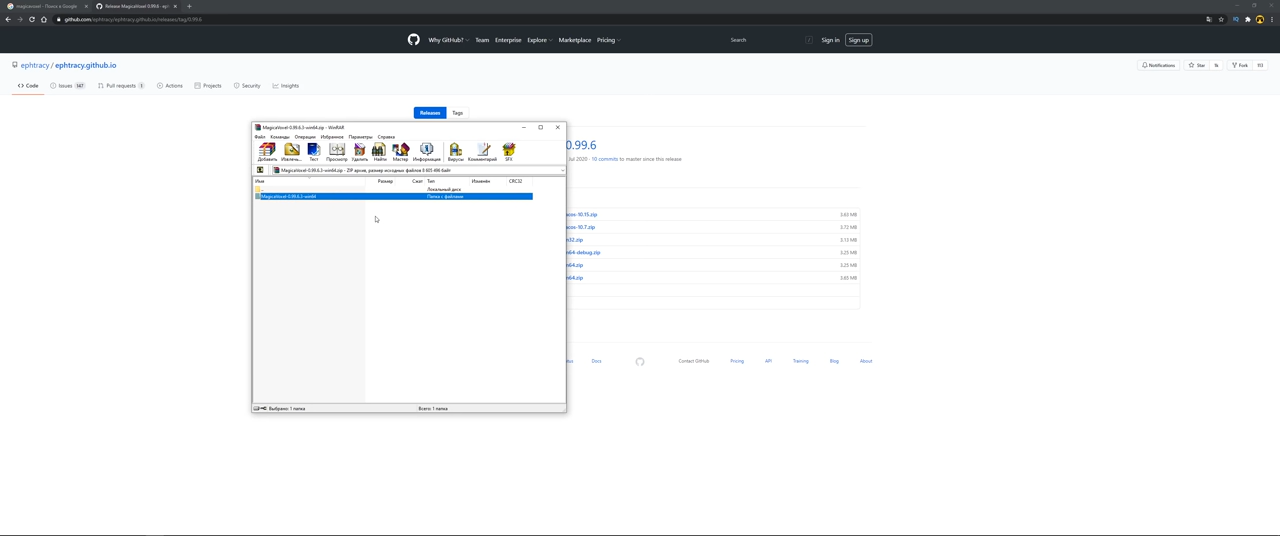 magicavoxel - Поиск в Google
Release MagicaVoxel 0.99.6 · ep
github.com/ephtracy/ephtracy.github.io/releases/tag/0.99.6
Why GitHub?
Team
Enterprise
Explore
Marketplace
Pricing
Search
/
Sign in
Sign up
ephtracy / ephtracy.github.io
Notifications
Star
Fork
113
Code
Issues 147
Pull requests 1
Actions
Projects
Security
Insights
Releases
Tags
MagicaVoxel-0.99.6.3-win64.zip - WinRAR
Файл Команды Операции Избранное Параметры Справка
Добавить Извлечь... Тест Просмотр Удалить Найти Мастер Информация Вирусы Комментарий SFX
MagicaVoxel-0.99.6.3-win64.zip - ZIP архив, размер исходных файлов 8 605 496 байт
Имя Размер Сжат Тип Изменён CRC32
.. Локальный диск
MagicaVoxel-0.99.6.3-win64 Папка с файлами
Выбрано: 1 папка
Всего: 1 папка
0.99.6
Jul 2020 · 10 commits to master since this release
acos-10.15.zip 3.63 MB
acos-10.7.zip 3.72 MB
n32.zip 3.13 MB
n64-debug.zip 3.25 MB
n64.zip 3.25 MB
n64.zip 3.65 MB
atus
Docs
Contact GitHub
Pricing
API
Training
Blog
About